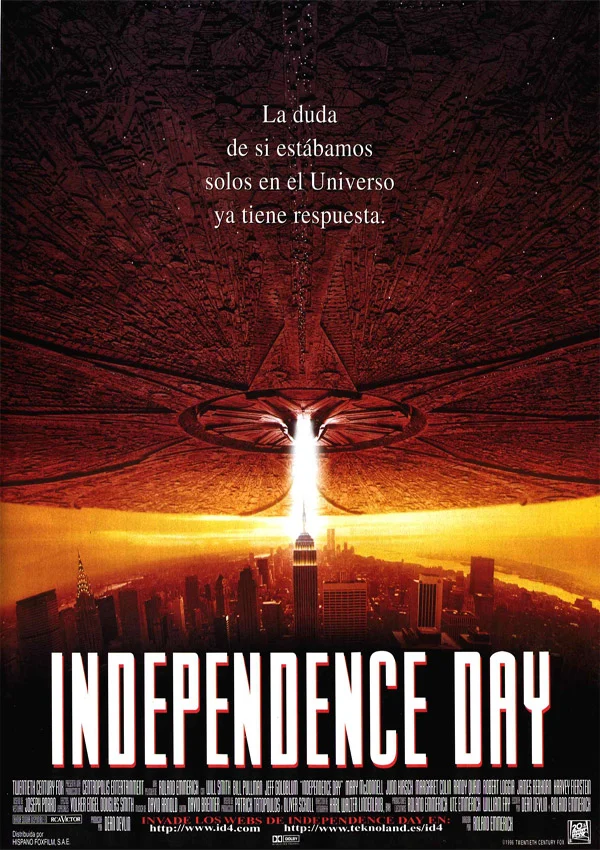 La duda
de si estábamos
solos en el Universo
ya tiene respuesta.
INDEPENDENCE DAY
TWENTIETH CENTURY FOX CENTROPOLIS ENTERTAINMENT ROLAND EMMERICH WILL SMITH BILL PULLMAN JEFF GOLDBLUM "INDEPENDENCE DAY" MARY McDONNELL JUDD HIRSCH MARGARET COLIN RANDY QUAID ROBERT LOGGIA JAMES REBHORN HARVEY FIERSTEIN
JOSEPH PORRO VOLKER ENGEL DOUGLAS SMITH DAVID ARNOLD DAVID BRENNER PATRICK TATOPOULOS OLIVER SCHOLL KARL WALTER LINDENLAUB ROLAND EMMERICH UTE EMMERICH WILLIAM FAY DEAN DEVLIN ROLAND EMMERICH
RCA VICTOR DEAN DEVLIN INVADE LOS WEBS DE INDEPENDENCE DAY EN: ROLAND EMMERICH
http://www.id4.com http://www.teknoland.es/id4
Distribuida por
HISPANO FOXFILM, S.A.E.
DOLBY
©1996 TWENTIETH CENTURY FOX